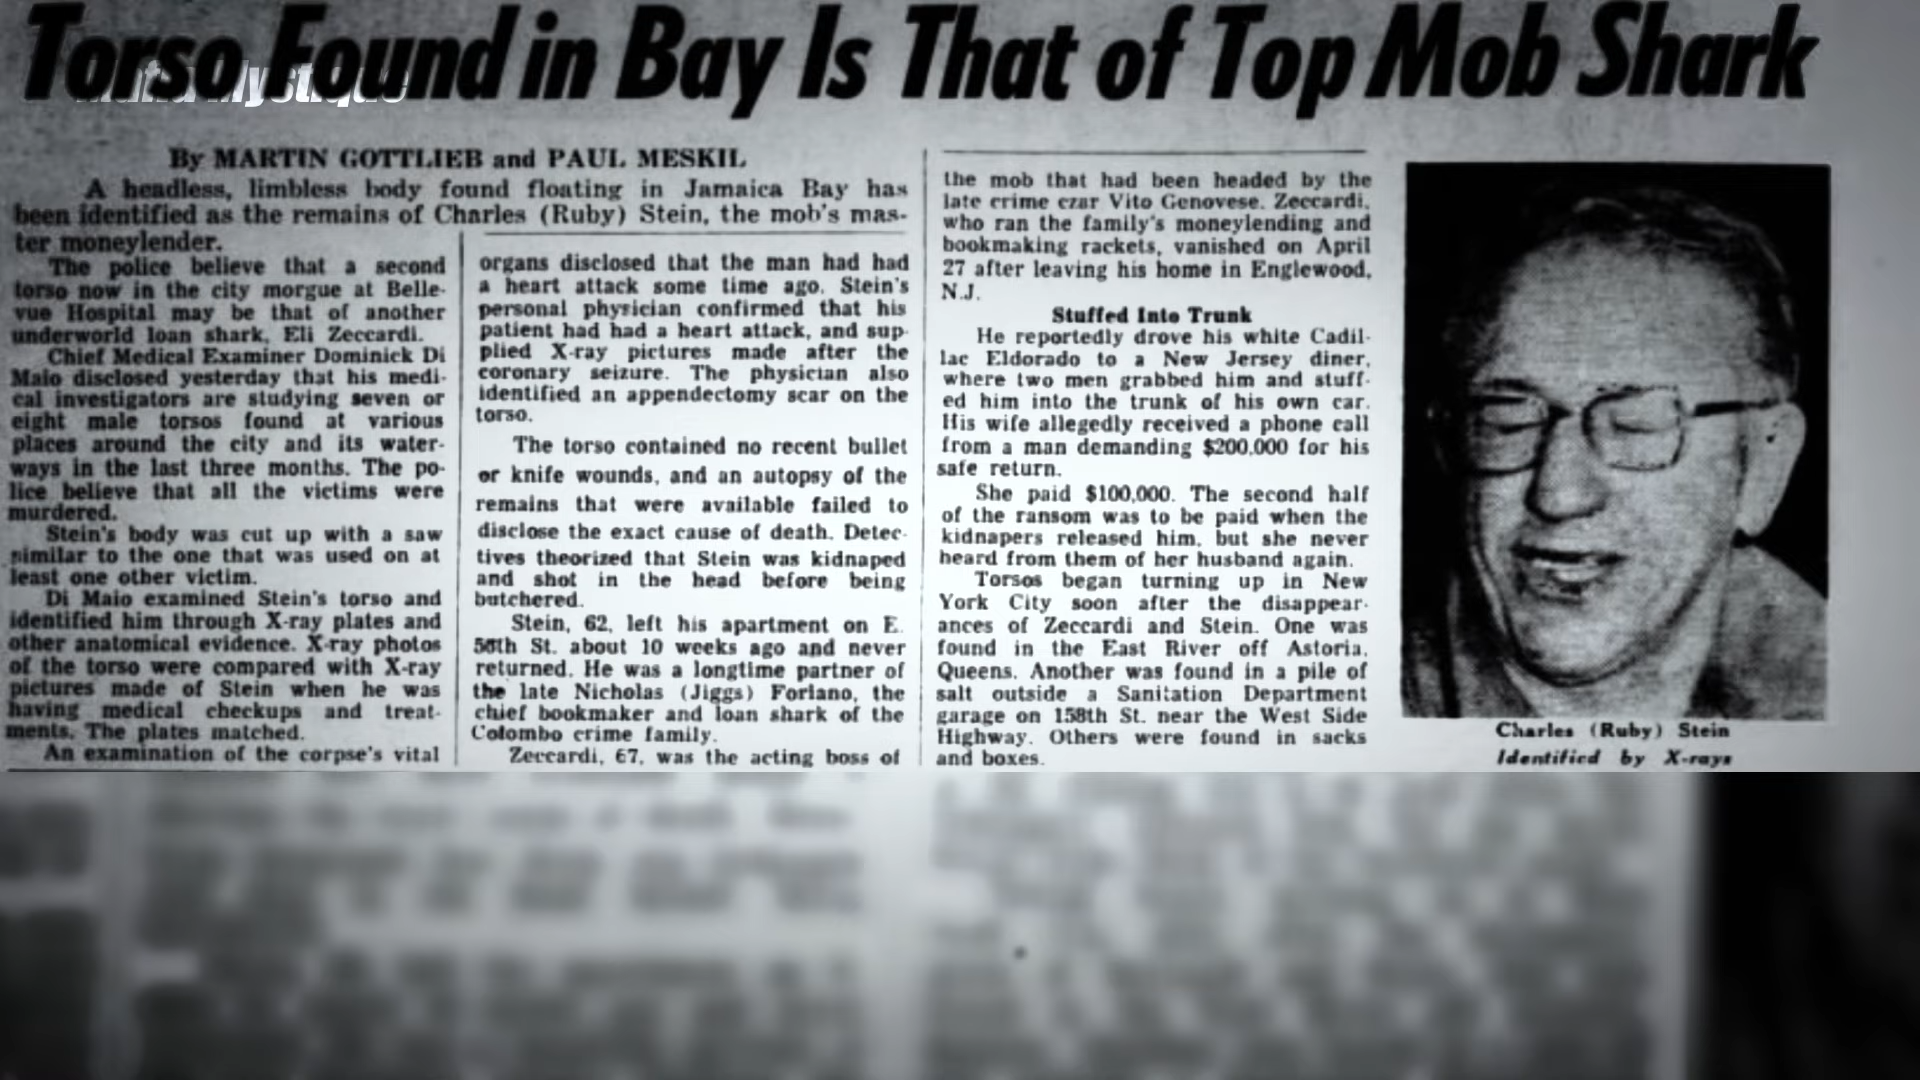 Torso Found in Bay Is That of Top Mob Shark
Mafia Mystique
By MARTIN GOTTLIEB and PAUL MESKIL
A headless, limbless body found floating in Jamaica Bay has
been identified as the remains of Charles (Ruby) Stein, the mob's mas-
ter moneylender.
The police believe that a second
torso now in the city morgue at Belle-
vue Hospital may be that of another
underworld loan shark, Eli Zeccardi.
Chief Medical Examiner Dominick Di
Maio disclosed yesterday that his medi-
cal investigators are studying seven or
eight male torsos found at various
places around the city and its water-
ways in the last three months. The po-
lice believe that all the victims were
murdered.
Stein's body was cut up with a saw
similar to the one that was used on at
least one other victim.
Di Maio examined Stein's torso and
identified him through X-ray plates and
other anatomical evidence. X-ray photos
of the torso were compared with X-ray
pictures made of Stein when he was
having medical checkups and treat-
ments. The plates matched.
An examination of the corpse's vital
organs disclosed that the man had had
a heart attack some time ago. Stein's
personal physician confirmed that his
patient had had a heart attack, and sup-
plied X-ray pictures made after the
coronary seizure. The physician also
identified an appendectomy scar on the
torso.
The torso contained no recent bullet
or knife wounds, and an autopsy of the
remains that were available failed to
disclose the exact cause of death. Detec-
tives theorized that Stein was kidnaped
and shot in the head before being
butchered.
Stein, 62, left his apartment on E.
56th St. about 10 weeks ago and never
returned. He was a longtime partner of
the late Nicholas (Jiggs) Forlano, the
chief bookmaker and loan shark of the
Colombo crime family.
Zeccardi, 67, was the acting boss of
the mob that had been headed by the
late crime czar Vito Genovese. Zeccardi,
who ran the family's moneylending and
bookmaking rackets, vanished on April
27 after leaving his home in Englewood,
N.J.
Stuffed Into Trunk
He reportedly drove his white Cadil-
lac Eldorado to a New Jersey diner,
where two men grabbed him and stuff-
ed him into the trunk of his own car.
His wife allegedly received a phone call
from a man demanding $200,000 for his
safe return.
She paid $100,000. The second half
of the ransom was to be paid when the
kidnapers released him, but she never
heard from them of her husband again.
Torsos began turning up in New
York City soon after the disappear-
ances of Zeccardi and Stein. One was
found in the East River off Astoria,
Queens. Another was found in a pile of
salt outside a Sanitation Department
garage on 158th St. near the West Side
Highway. Others were found in sacks
and boxes.
Charles (Ruby) Stein
Identified by X-rays